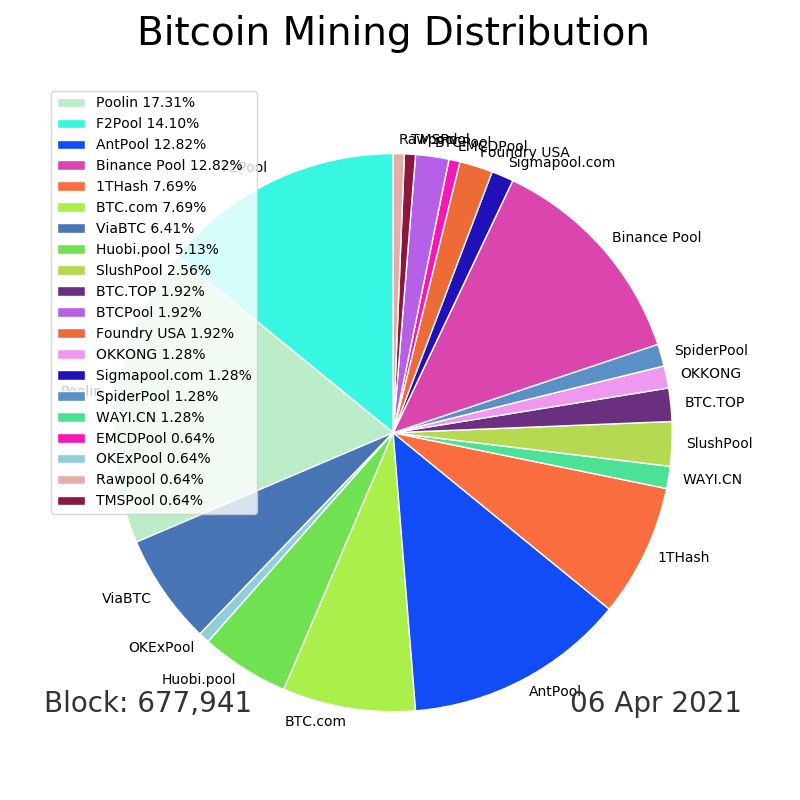 Bitcoin Mining Distribution
Poolin 17.31%
F2Pool 14.10%
AntPool 12.82%
Binance Pool 12.82%
1THash 7.69%
BTC.com 7.69%
ViaBTC 6.41%
Huobi.pool 5.13%
SlushPool 2.56%
BTC.TOP 1.92%
BTCPool 1.92%
Foundry USA 1.92%
OKKONG 1.28%
Sigmapool.com 1.28%
SpiderPool 1.28%
WAYI.CN 1.28%
EMCDPool 0.64%
OKExPool 0.64%
Rawpool 0.64%
TMSPool 0.64%
Rawpool
TMSPool
BTCPool
EMCDPool
Foundry USA
Sigmapool.com
F2Pool
Binance Pool
SpiderPool
OKKONG
Poolin
BTC.TOP
SlushPool
WAYI.CN
1THash
ViaBTC
OKExPool
Huobi.pool
AntPool
BTC.com
Block: 677,941
06 Apr 2021